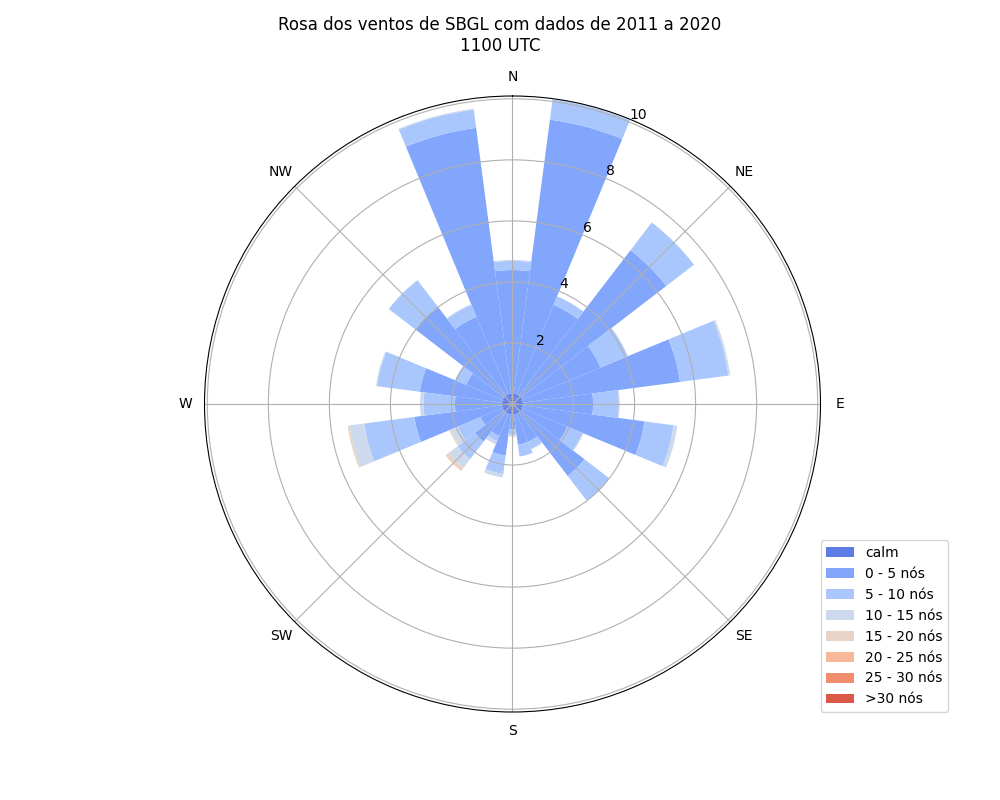 Rosa dos ventos de SBGL com dados de 2011 a 2020
1100 UTC
N
NW
NE
10
8
6
4
2
W
E
SW
SE
S
calm
0 - 5 nós
5 - 10 nós
10 - 15 nós
15 - 20 nós
20 - 25 nós
25 - 30 nós
>30 nós